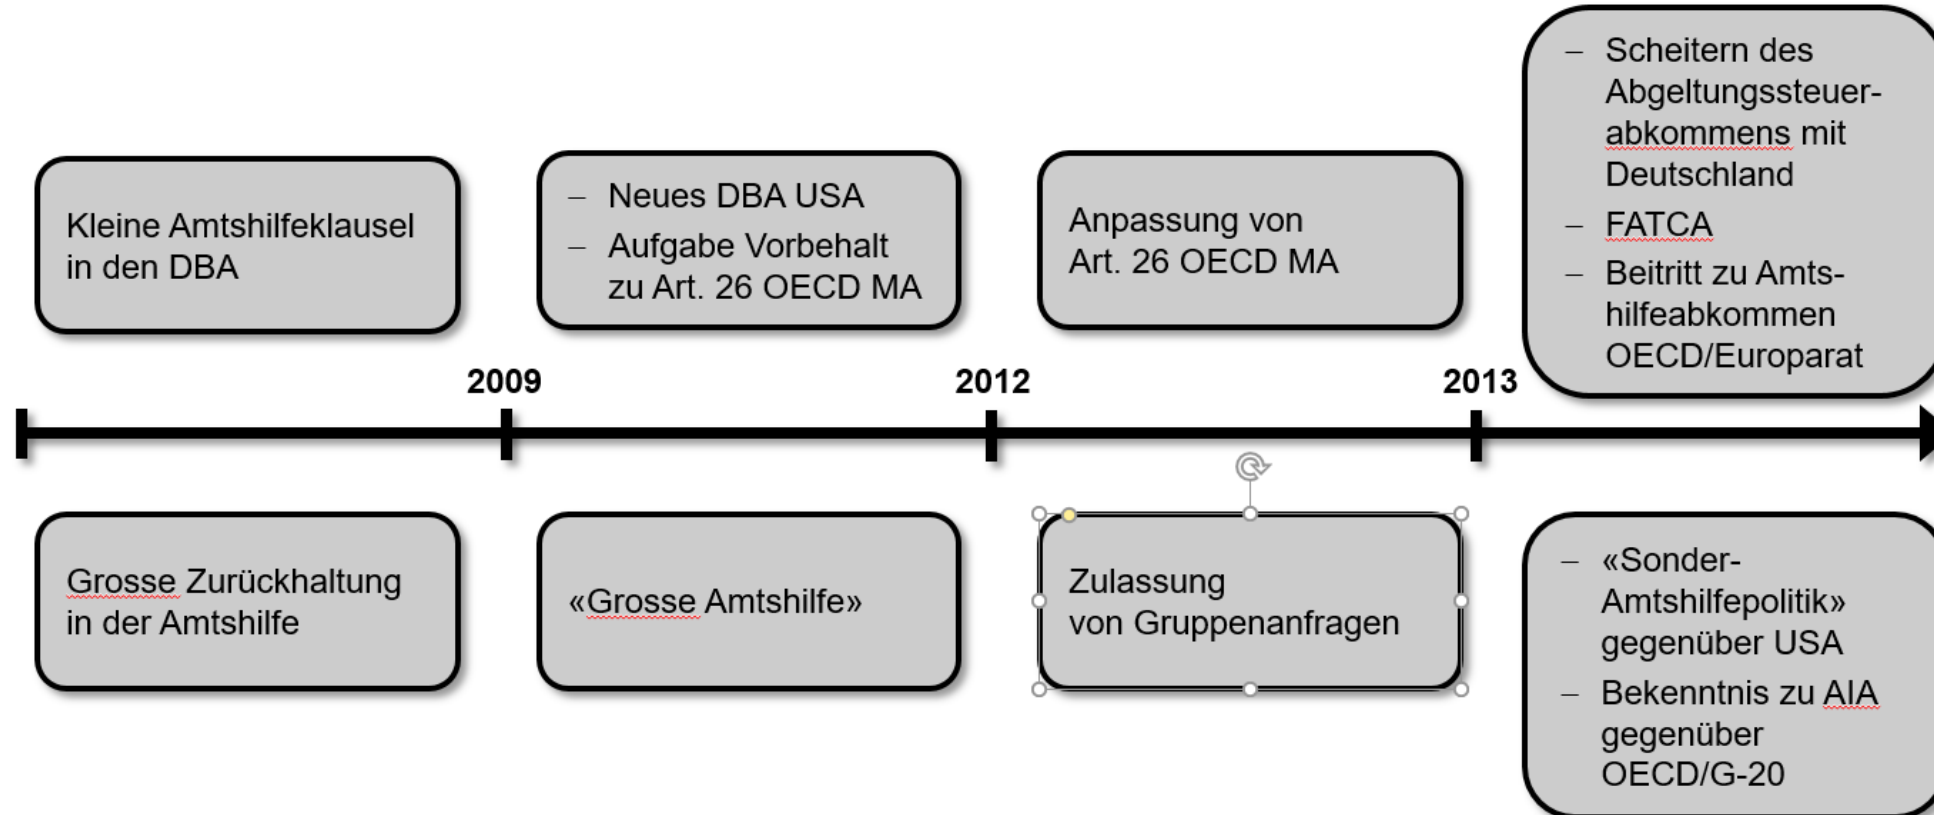 Kleine Amtshilfeklausel
in den DBA
– Neues DBA USA
– Aufgabe Vorbehalt
zu Art. 26 OECD MA
Anpassung von
Art. 26 OECD MA
– Scheitern des
Abgeltungssteuer-
abkommens mit
Deutschland
– FATCA
– Beitritt zu Amts-
hilfeabkommen
OECD/Europarat
2009
2012
2013
Grosse Zurückhaltung
in der Amtshilfe
«Grosse Amtshilfe»
Zulassung
von Gruppenanfragen
– «Sonder-
Amtshilfepolitik»
gegenüber USA
– Bekenntnis zu AIA
gegenüber
OECD/G-20